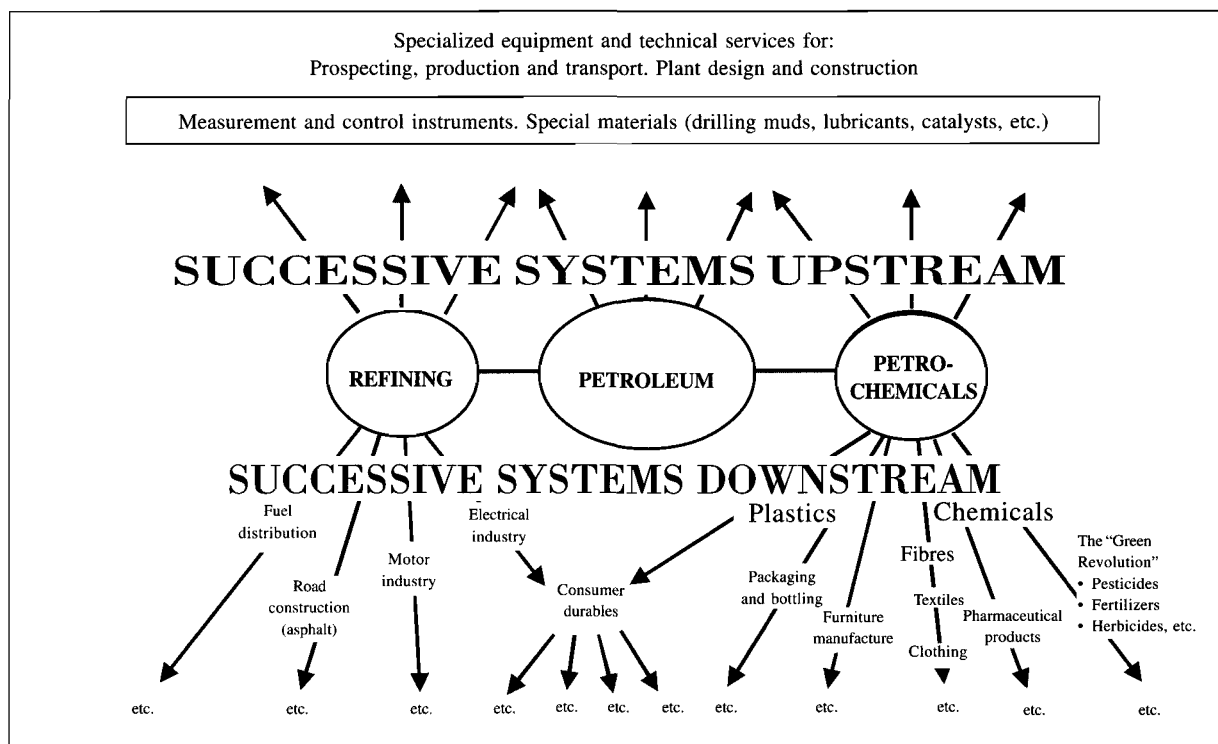 Specialized equipment and technical services for:
Prospecting, production and transport. Plant design and construction
Measurement and control instruments. Special materials (drilling muds, lubricants, catalysts, etc.)
SUCCESSIVE SYSTEMS UPSTREAM
REFINING
PETROLEUM
PETRO-
CHEMICALS
SUCCESSIVE SYSTEMS DOWNSTREAM
Fuel
distribution
Road
construction
(asphalt)
Motor
industry
Electrical
industry
Consumer
durables
Plastics
Packaging
and bottling
Furniture
manufacture
Fibres
Textiles
Clothing
Chemicals
Pharmaceutical
products
The “Green
Revolution”
• Pesticides
• Fertilizers
• Herbicides, etc.
etc.
etc.
etc.
etc.
etc.
etc.
etc.
etc.
etc.
etc.
etc.
etc.